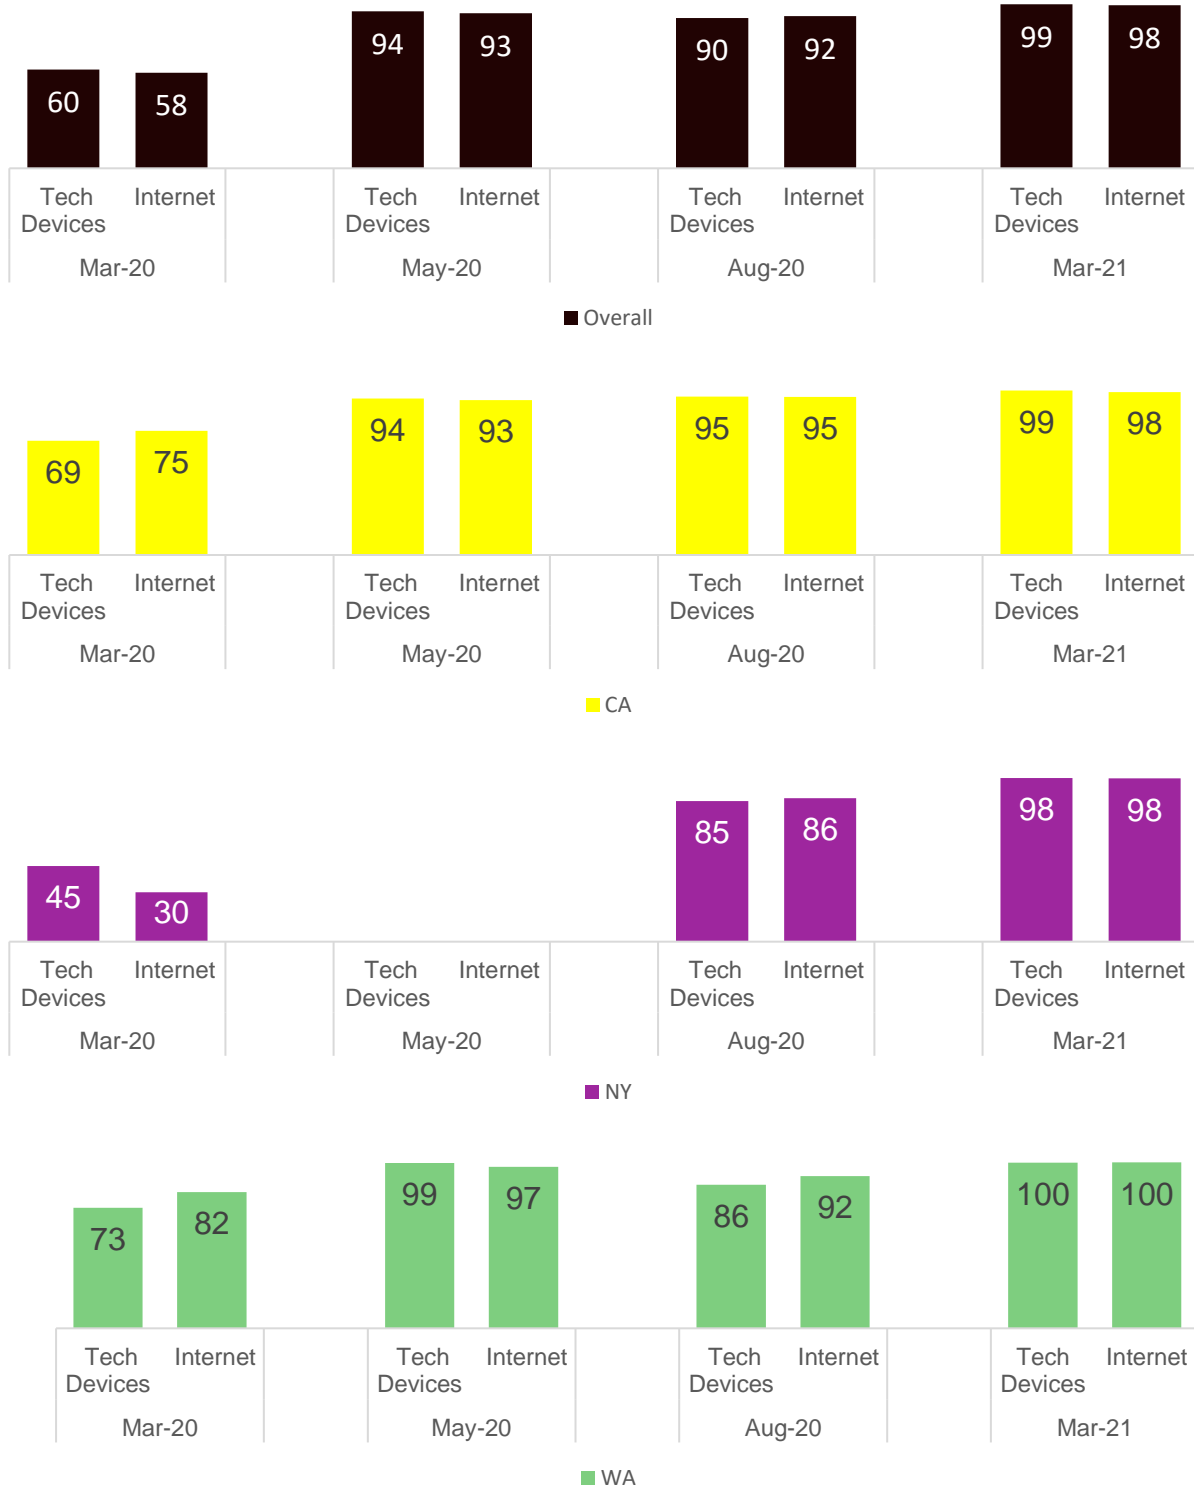 60 58 94 93 90 92 99 98
Tech Internet Tech Internet Tech Internet Tech Internet
Devices Devices Devices Devices
Mar-20 May-20 Aug-20 Mar-21
Overall
69 75 94 93 95 95 99 98
Tech Internet Tech Internet Tech Internet Tech Internet
Devices Devices Devices Devices
Mar-20 May-20 Aug-20 Mar-21
CA
45 30 85 86 98 98
Tech Internet Tech Internet Tech Internet Tech Internet
Devices Devices Devices Devices
Mar-20 May-20 Aug-20 Mar-21
NY
73 82 99 97 86 92 100 100
Tech Internet Tech Internet Tech Internet Tech Internet
Devices Devices Devices Devices
Mar-20 May-20 Aug-20 Mar-21
WA